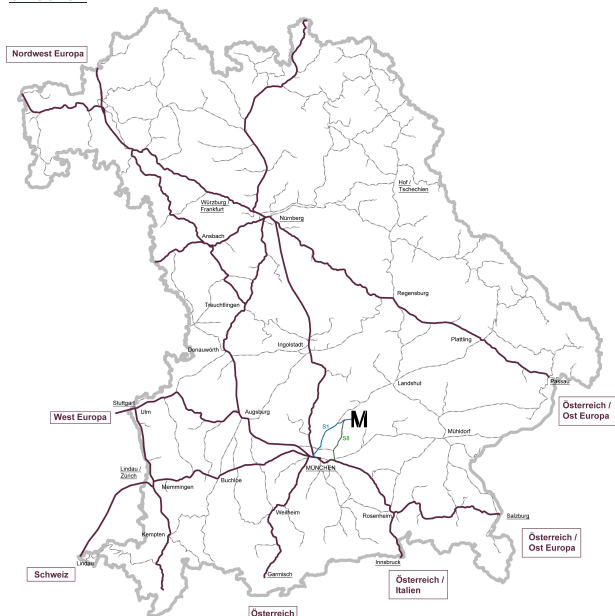 Nordwest Europa
Hof /
Tschechien
Würzburg /
Frankfurt
Nürnberg
Ansbach
Treuchtlingen
Regensburg
Ingolstadt
Plattling
Donauwörth
Passau
Landshut
Stuttgart
Ulm
West Europa
Augsburg
Österreich /
Ost Europa
M
S1
S8
Mühldorf
MÜNCHEN
Lindau /
Zürich
Memmingen
Buchloe
Weilheim
Rosenheim
Salzburg
Kempten
Österreich /
Ost Europa
Innsbruck
Lindau
Schweiz
Garmisch
Österreich /
Italien
Österreich